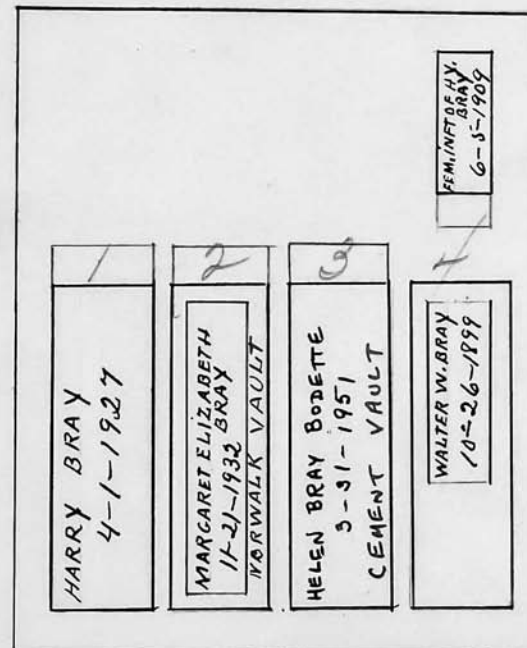 1
HARRY BRAY
4-1-1927
2
MARGARET ELIZABETH
BRAY
11-21-1932
NORWALK VAULT
3
HELEN BRAY BODETTE
3-31-1951
CEMENT VAULT
4
FEM. INFT OF HY.
BRAY
6-5-1909
WALTER W. BRAY
10-26-1899